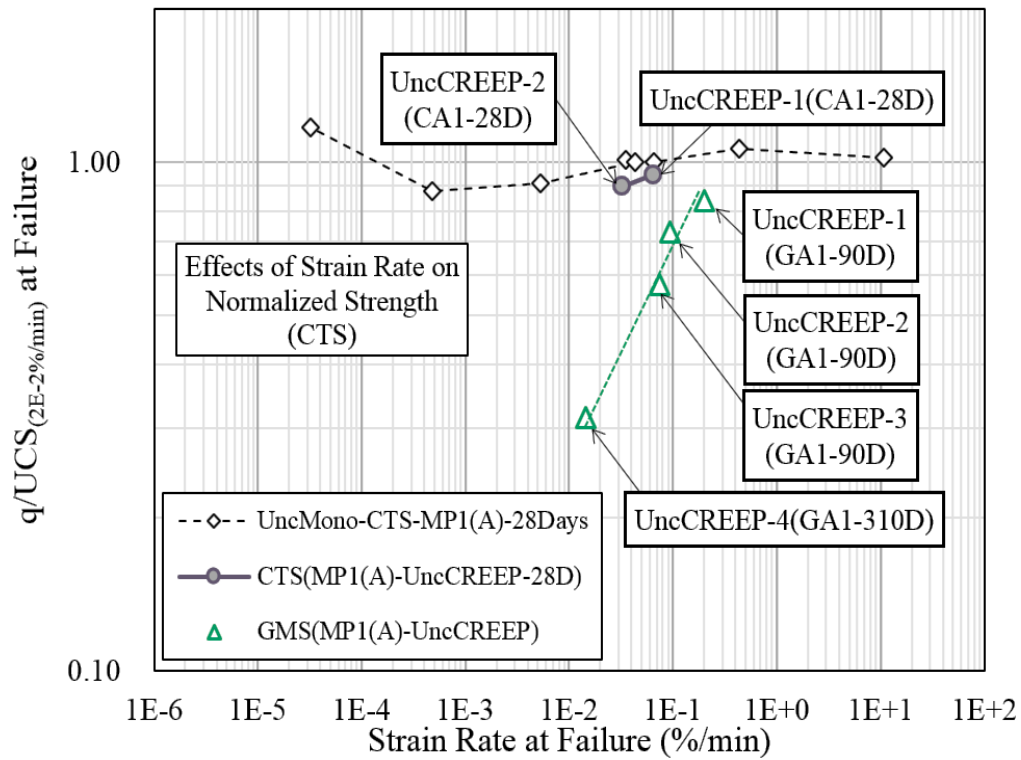 UncCREEP-2
(CA1-28D)
UncCREEP-1(CA1-28D)
1.00
UncCREEP-1
(GA1-90D)
Effects of Strain Rate on
Normalized Strength
(CTS)
UncCREEP-2
(GA1-90D)
UncCREEP-3
(GA1-90D)
UncCREEP-4(GA1-310D)
UncMono-CTS-MP1(A)-28Days
CTS(MP1(A)-UncCREEP-28D)
GMS(MP1(A)-UncCREEP)
q/UCS(2E-2%/min) at Failure
0.10
1E-6 1E-5 1E-4 1E-3 1E-2 1E-1 1E+0 1E+1 1E+2
Strain Rate at Failure (%/min)